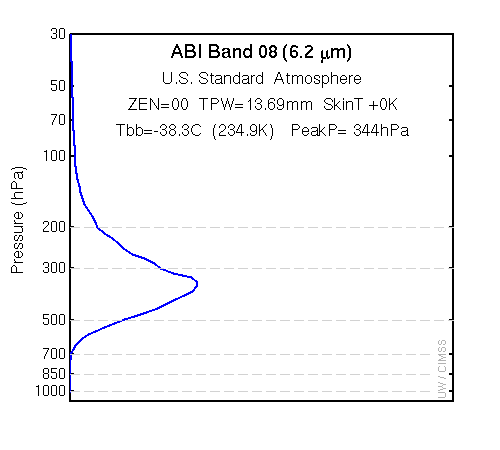 ABI Band 08 (6.2 μm)
U.S. Standard Atmosphere
ZEN=00 TPW=13.69mm SkinT +0K
Tbb=-38.3C (234.9K) PeakP= 344hPa
Pressure (hPa)
30
50
70
100
200
300
500
700
850
1000
UW / CIMSS